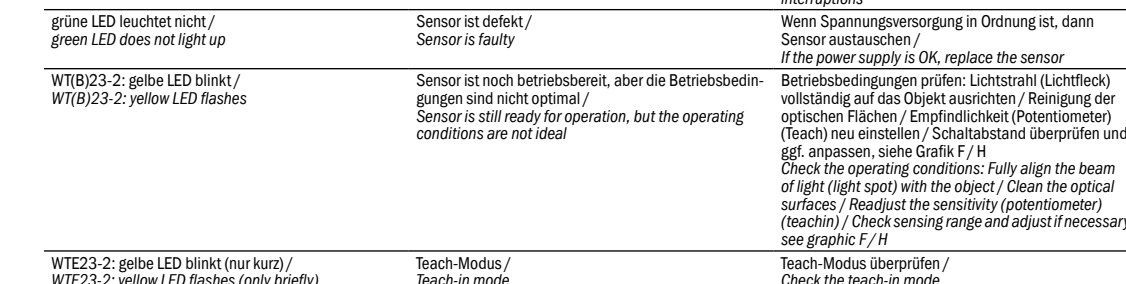 interruptions
grüne LED leuchtet nicht /
green LED does not light up
Sensor ist defekt /
Sensor is faulty
Wenn Spannungsversorgung in Ordnung ist, dann
Sensor austauschen /
If the power supply is OK, replace the sensor
WT(B)23-2: gelbe LED blinkt /
WT(B)23-2: yellow LED flashes
Sensor ist noch betriebsbereit, aber die Betriebsbedin-
gungen sind nicht optimal /
Sensor is still ready for operation, but the operating
conditions are not ideal
Betriebsbedingungen prüfen: Lichtstrahl (Lichtfleck)
vollständig auf das Objekt ausrichten / Reinigung der
optischen Flächen / Empfindlichkeit (Potentiometer)
(Teach) neu einstellen / Schaltabstand überprüfen und
ggf. anpassen, siehe Grafik F / H
Check the operating conditions: Fully align the beam
of light (light spot) with the object / Clean the optical
surfaces / Readjust the sensitivity (potentiometer)
(teachin) / Check sensing range and adjust if necessary
see graphic F / H
WTE23-2: gelbe LED blinkt (nur kurz) /
WTE23-2: yellow LED flashes (only briefly)
Teach-Modus /
Teach-in mode
Teach-Modus überprüfen /
Check the teach-in mode